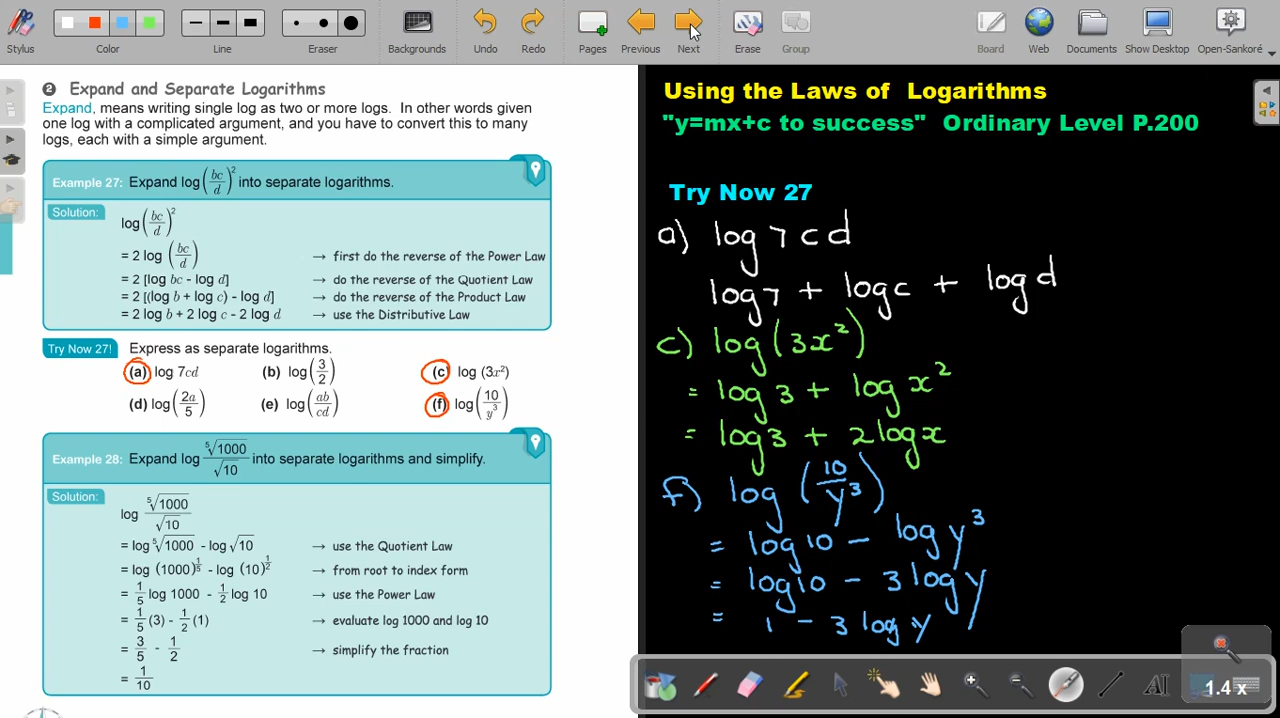 Stylus Color Line Eraser Backgrounds Undo Redo Pages Previous Next Erase Group Board Web Documents Show Desktop Open-Sankoré
2 Expand and Separate Logarithms
Expand, means writing single log as two or more logs. In other words given
one log with a complicated argument, and you have to convert this to many
logs, each with a simple argument.
Example 27: Expand log(bc/d)² into separate logarithms.
Solution:
log(bc/d)²
= 2 log (bc/d) → first do the reverse of the Power Law
= 2 [log bc - log d] → do the reverse of the Quotient Law
= 2 [(log b + log c) - log d] → do the reverse of the Product Law
= 2 log b + 2 log c - 2 log d → use the Distributive Law
Try Now 27! Express as separate logarithms.
(a) log 7cd (b) log(3/2) (c log (3x²)
(d) log(2a/5) (e) log(ab/cd) (f) log(10/y³)
Example 28: Expand log ⁵√1000/√10 into separate logarithms and simplify.
Solution:
log ⁵√1000/√10
= log ⁵√1000 - log √10 → use the Quotient Law
= log (1000)^1/5 - log (10)^1/2 → from root to index form
= 1/5 log 1000 - 1/2 log 10 → use the Power Law
= 1/5 (3) - 1/2 (1) → evaluate log 1000 and log 10
= 3/5 - 1/2 → simplify the fraction
= 1/10
Using the Laws of Logarithms
"y=mx+c to success" Ordinary Level P.200
Try Now 27
a) log 7cd
log 7 + log c + log d
c) log (3x²)
= log 3 + log x²
= log 3 + 2 log x
f) log (10/y³)
= log 10 - log y³
= log 10 - 3 log y
= 1 - 3 log y
1.4 x